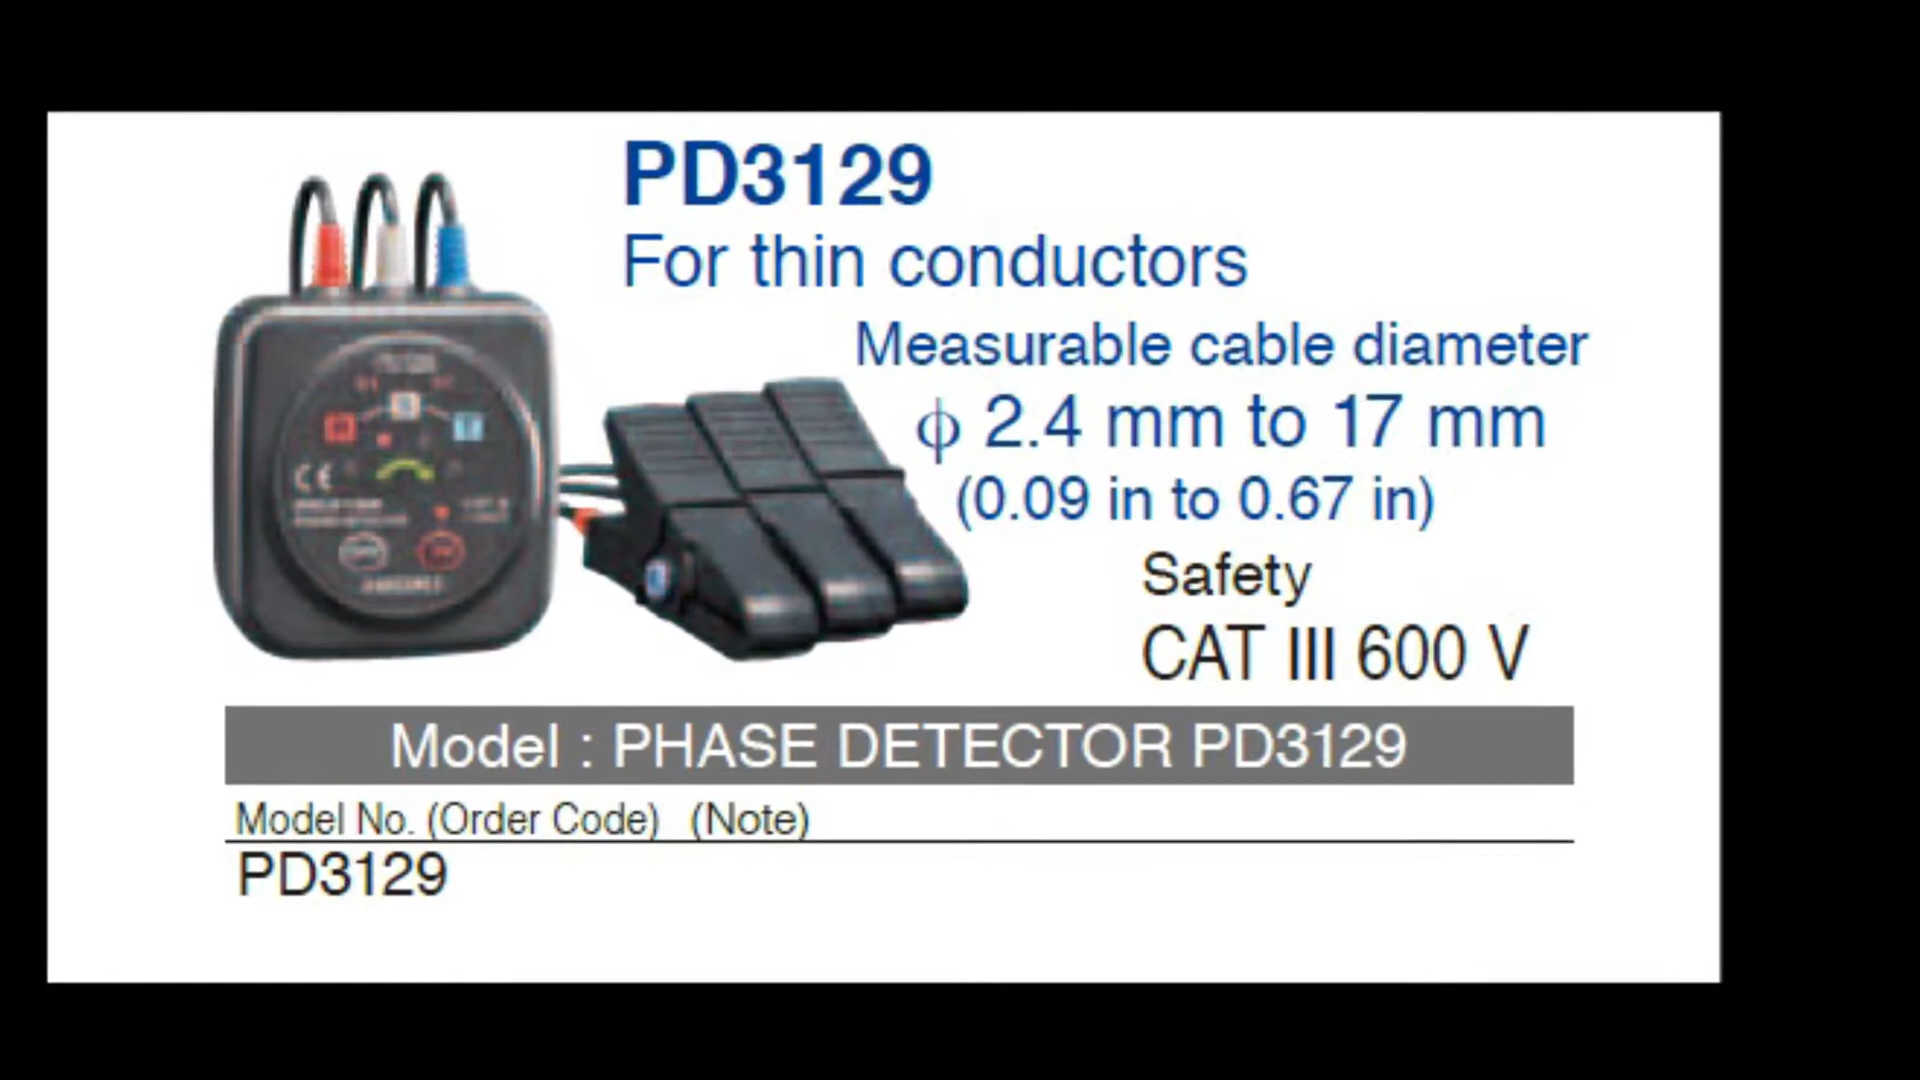 PD3129
For thin conductors
Measurable cable diameter
φ 2.4 mm to 17 mm
(0.09 in to 0.67 in)
Safety
CAT III 600 V
CE
Model : PHASE DETECTOR PD3129
Model No. (Order Code) (Note)
PD3129